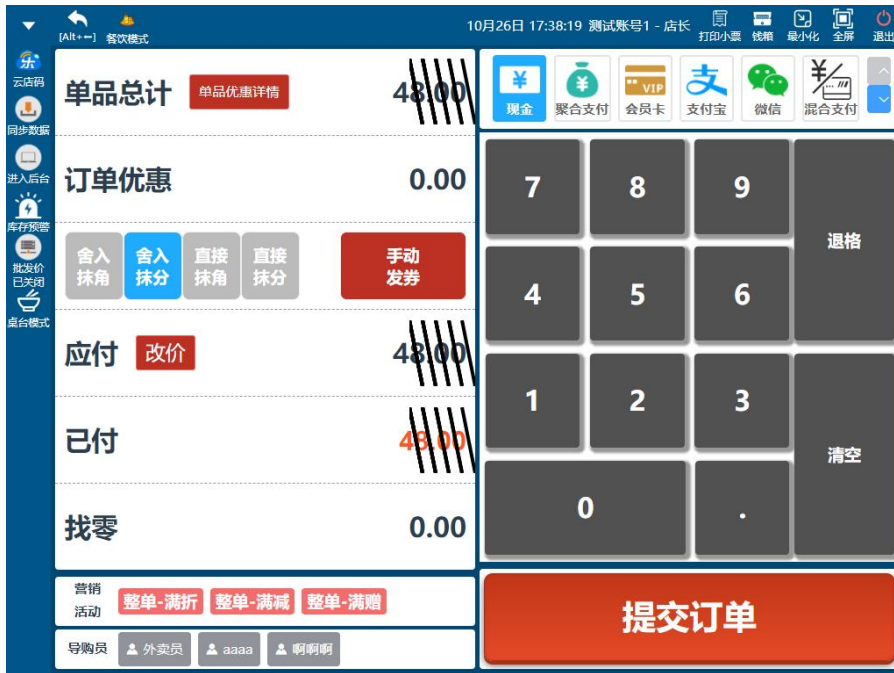 10月26日 17:38:19 测试账号1 - 店长
打印小票 钱箱 最小化 全屏 退出
[Alt+←] 餐饮模式
乐
云店码
同步数据
进入后台
库存预警
批发价
已关闭
桌台模式
单品总计 单品优惠详情 48.00
订单优惠 0.00
舍入
抹角
舍入
抹分
直接
抹角
直接
抹分
手动
发券
应付 改价 48.00
已付 48.00
找零 0.00
营销
活动
整单-满折 整单-满减 整单-满赠
导购员 外卖员 aaaa 啊啊啊
¥
现金
¥
聚合支付
VIP
会员卡
支
支付宝
微信
¥
混合支付
7 8 9 退格
4 5 6
1 2 3 清空
0 .
提交订单